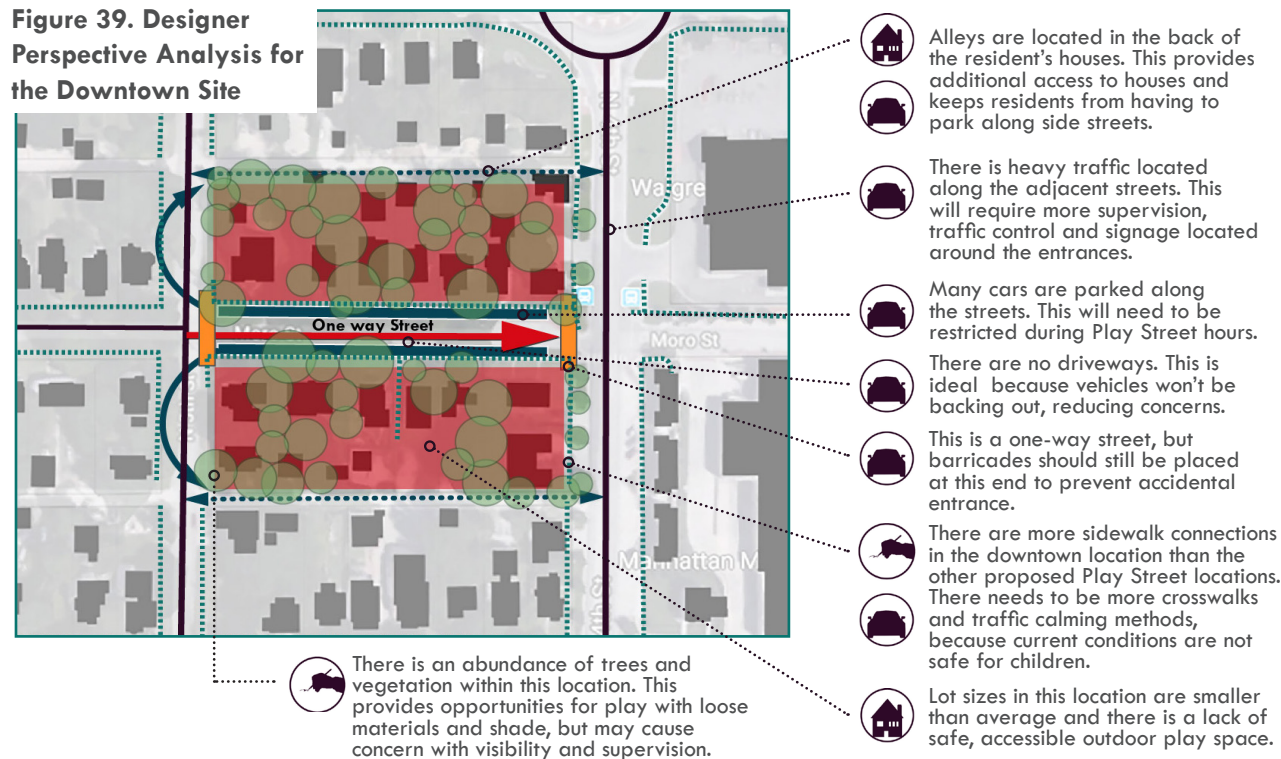 Figure 39. Designer
Perspective Analysis for
the Downtown Site
Alleys are located in the back of
the resident's houses. This provides
additional access to houses and
keeps residents from having to
park along side streets.
There is heavy traffic located
along the adjacent streets. This
will require more supervision,
traffic control and signage located
around the entrances.
Many cars are parked along
the streets. This will need to be
restricted during Play Street hours.
There are no driveways. This is
ideal because vehicles won't be
backing out, reducing concerns.
This is a one-way street, but
barricades should still be placed
at this end to prevent accidental
entrance.
There are more sidewalk connections
in the downtown location than the
other proposed Play Street locations.
There needs to be more crosswalks
and traffic calming methods,
because current conditions are not
safe for children.
Lot sizes in this location are smaller
than average and there is a lack of
safe, accessible outdoor play space.
There is an abundance of trees and
vegetation within this location. This
provides opportunities for play with loose
materials and shade, but may cause
concern with visibility and supervision.
Walgre
One way Street
Moro St
Manhattan M